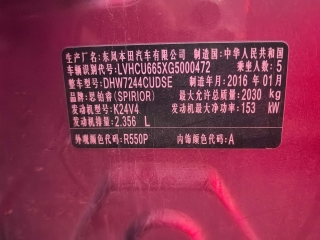 生产厂名:东风本田汽车有限公司 制造国:中华人民共和国
车辆识别代号:LVHCU665XG5000472 乘坐人数:5
整车型号:DHW7244CUDSE 制造年月:2016 年 01月
品牌:思铂睿(SPIRIOR) 最大允许总质量:2030 kg
发动机型号:K24V4 发动机最大净功率:153 kW
发动机排量:2.356 L
外观颜色代码:R550P 内饰颜色代码:A